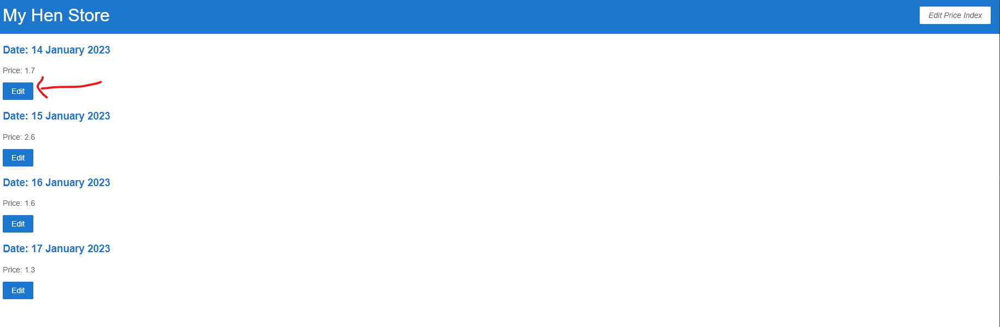 My Hen Store
Edit Price Index
Date: 14 January 2023
Price: 1.7
Edit
Date: 15 January 2023
Price: 2.6
Edit
Date: 16 January 2023
Price: 1.6
Edit
Date: 17 January 2023
Price: 1.3
Edit